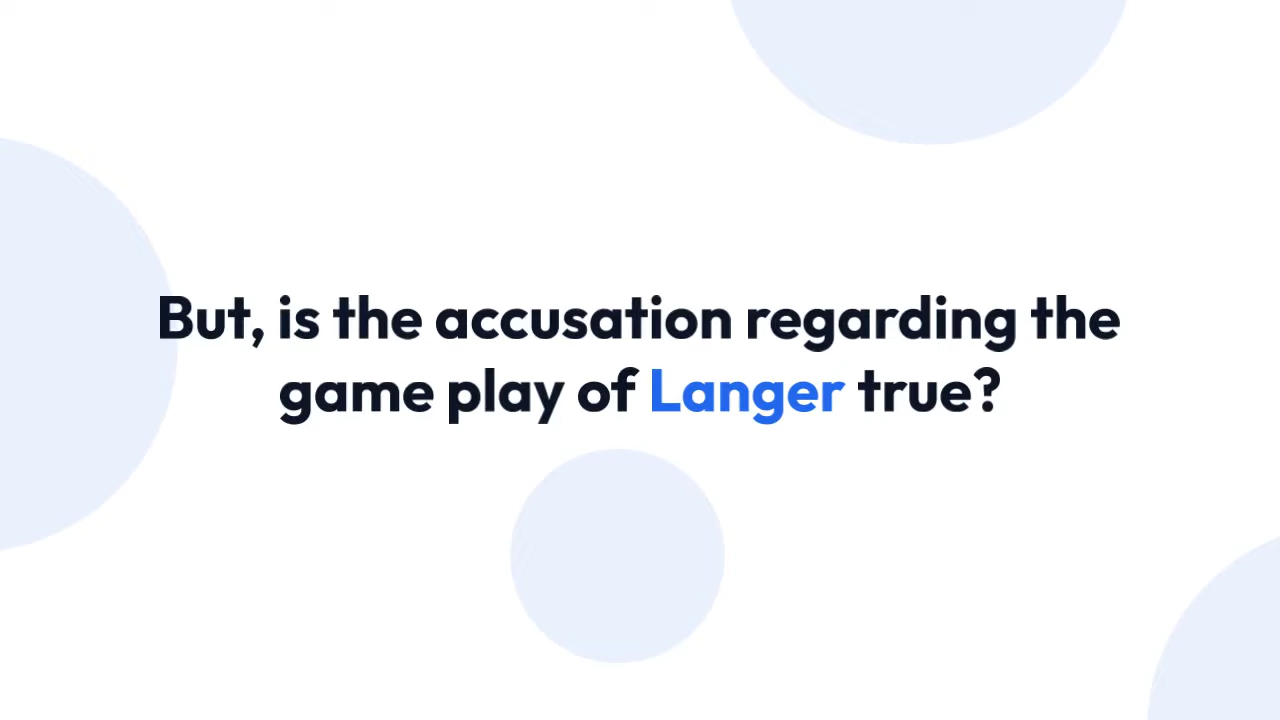 But, is the accusation regarding the
game play of Langer true?